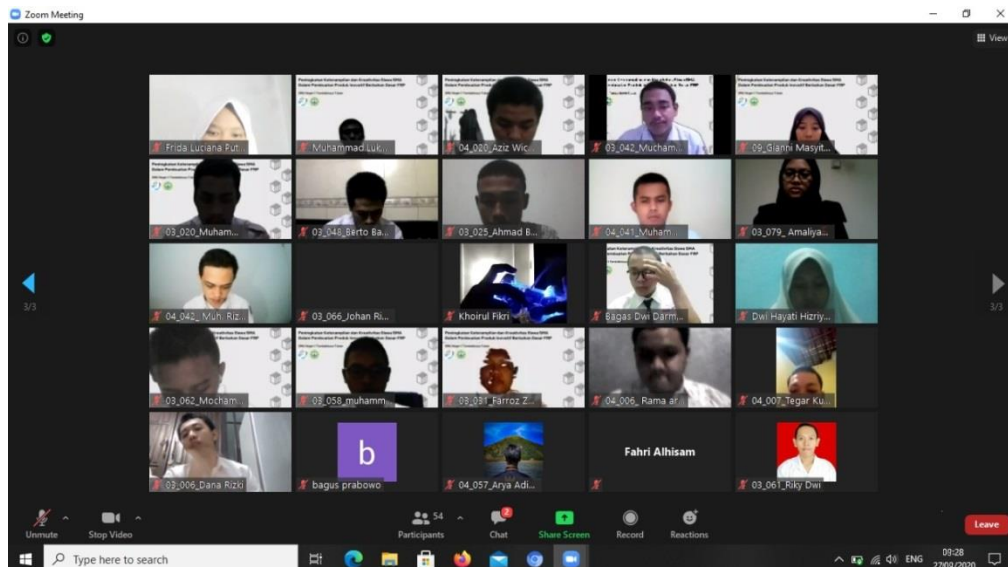 Zoom Meeting
View
Frida Luciana Put...
Muhammad Luk...
04_020_Aziz Wic...
03_042_Mucham...
09_Gianni Masyit...
03_020_Muham...
03_048_Berto Ba...
03_025_Ahmad B...
04_041_Muham...
03_079_ Amaliya...
04_042_ Muh. Riz...
03_066_Johan Ri...
Khoirul Fikri
Bagas Dwi Darm...
Dwi Hayati Hizriy...
3/3
3/3
03_062_Mocham...
03_058_muhamm...
03_031_Farroz Z...
04_006_ Rama ar...
04_007_Tegar Ku...
03_006_Dana Rizki
b
bagus prabowo
04_057_Arya Adi...
Fahri Alhisam
03_061_Riky Dwi
Unmute
Stop Video
54
Participants
2
Chat
Share Screen
Record
Reactions
Leave
Type here to search
ENG
27/09/2020